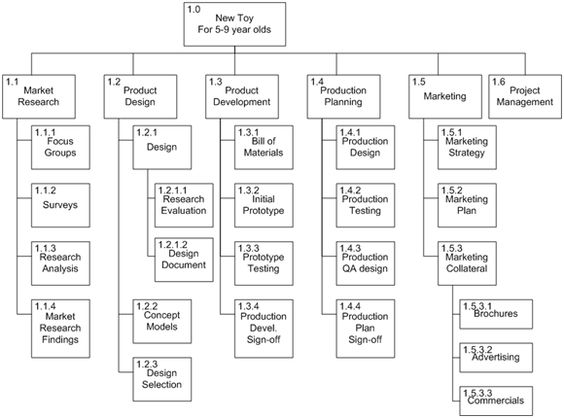 1.0
New Toy
For 5-9 year olds
1.1
Market
Research
1.2
Product
Design
1.3
Product
Development
1.4
Production
Planning
1.5
Marketing
1.6
Project
Management
1.1.1
Focus
Groups
1.1.2
Surveys
1.1.3
Research
Analysis
1.1.4
Market
Research
Findings
1.2.1
Design
1.2.1.1
Research
Evaluation
1.2.1.2
Design
Document
1.2.2
Concept
Models
1.2.3
Design
Selection
1.3.1
Bill of
Materials
1.3.2
Initial
Prototype
1.3.3
Prototype
Testing
1.3.4
Production
Devel.
Sign-off
1.4.1
Production
Design
1.4.2
Production
Testing
1.4.3
Production
QA design
1.4.4
Production
Plan
Sign-off
1.5.1
Marketing
Strategy
1.5.2
Marketing
Plan
1.5.3
Marketing
Collateral
1.5.3.1
Brochures
1.5.3.2
Advertising
1.5.3.3
Commercials